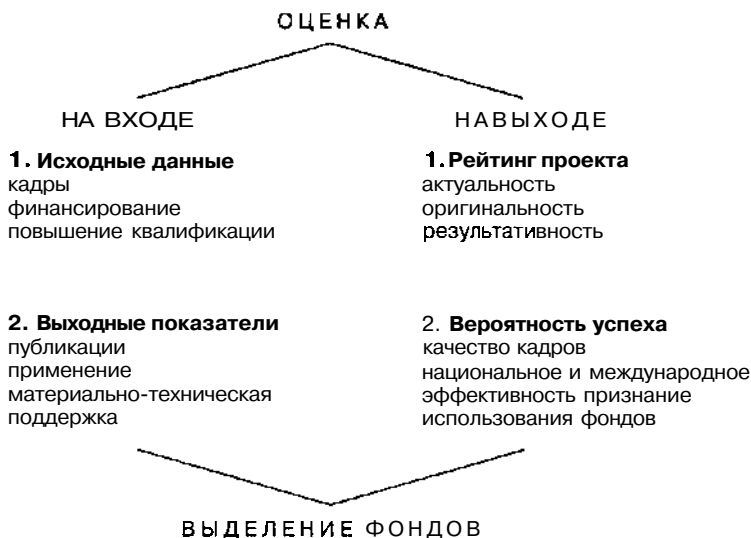 ОЦЕНКА
НА ВХОДЕ
1. Исходные данные
кадры
финансирование
повышение квалификации
2. Выходные показатели
публикации
применение
материально-техническая
поддержка
НАВЫХОДЕ
1. Рейтинг проекта
актуальность
оригинальность
результативность
2. Вероятность успеха
качество кадров
национальное и международное
эффективность признание
использования фондов
ВЫДЕЛЕНИЕ ФОНДОВ